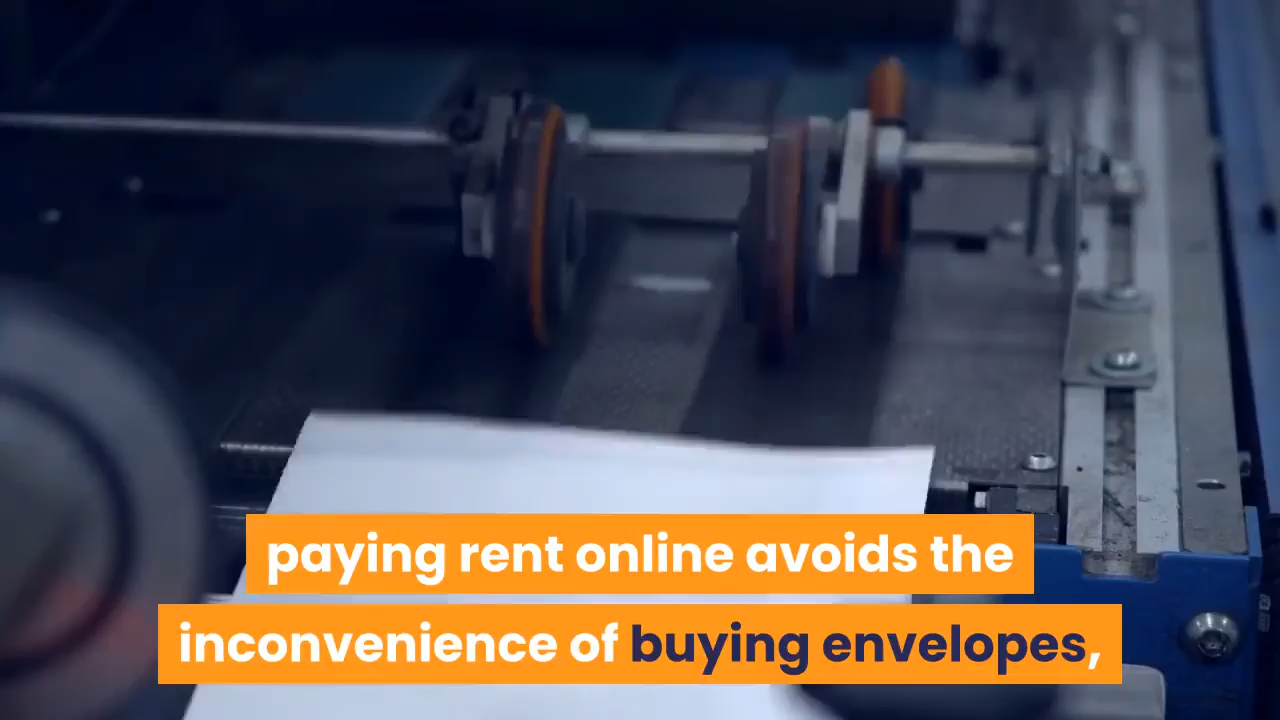 paying rent online avoids the
inconvenience of buying envelopes,